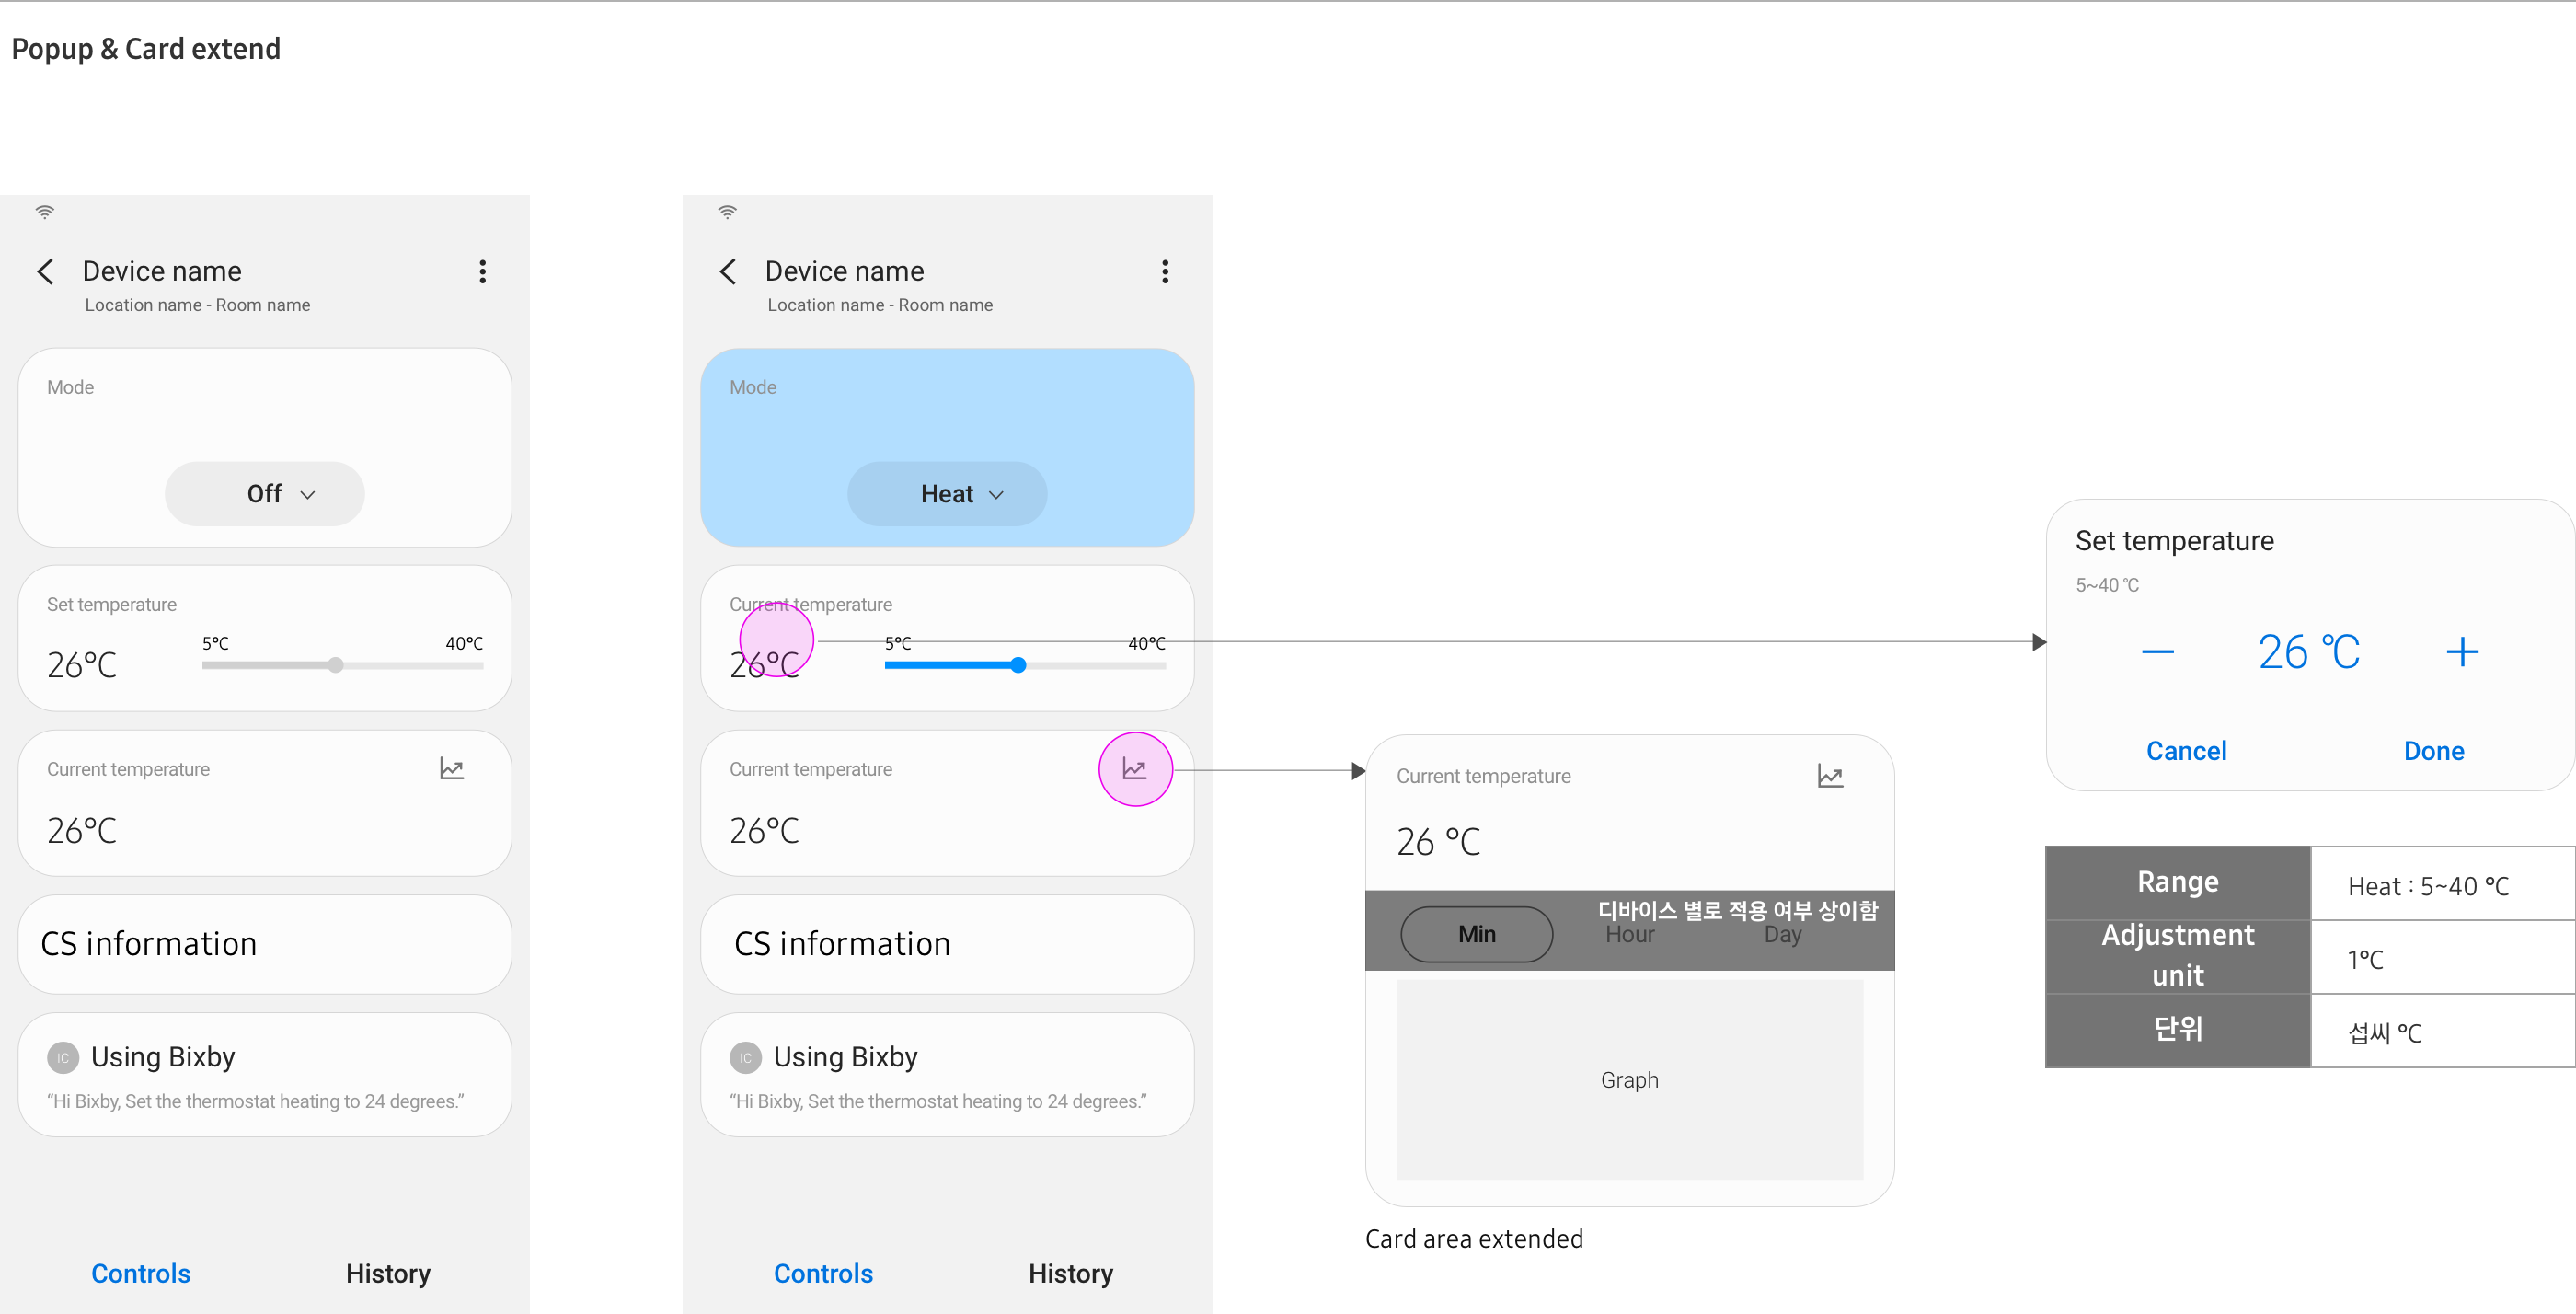 Popup & Card extend
Device name
Location name - Room name
Mode
Off
Set temperature
5℃
40℃
26℃
Current temperature
26℃
CS information
IC
Using Bixby
“Hi Bixby, Set the thermostat heating to 24 degrees.”
Controls
History
Device name
Location name - Room name
Mode
Heat
Current temperature
5℃
40℃
26℃
Current temperature
26℃
CS information
IC
Using Bixby
“Hi Bixby, Set the thermostat heating to 24 degrees.”
Controls
History
Current temperature
26 ℃
디바이스 별로 적용 여부 상이함
Min
Hour
Day
Graph
Card area extended
Set temperature
5~40 ℃
26 ℃
Cancel
Done
Range
Heat : 5~40 ℃
Adjustment
unit
1℃
단위
섭씨 ℃